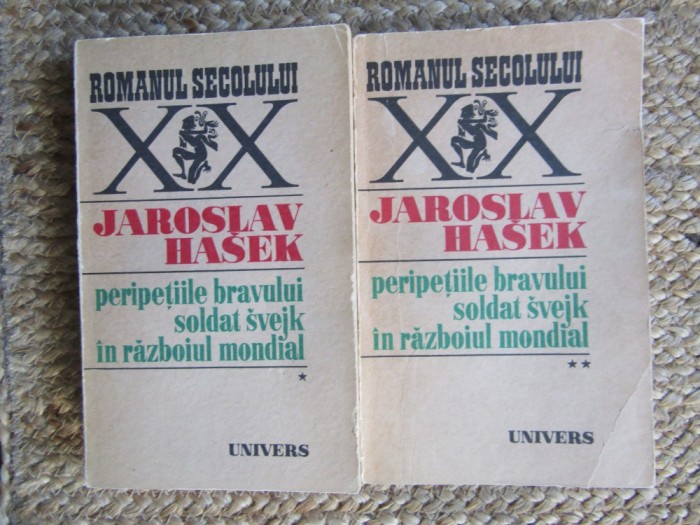 ROMANUL SECOLULUI
XX
JAROSLAV
HAŠEK
peripețiile bravului
soldat švejk
în războiul mondial
*
UNIVERS
ROMANUL SECOLULUI
XX
JAROSLAV
HAŠEK
peripețiile bravului
soldat švejk
în războiul mondial
**
UNIVERS